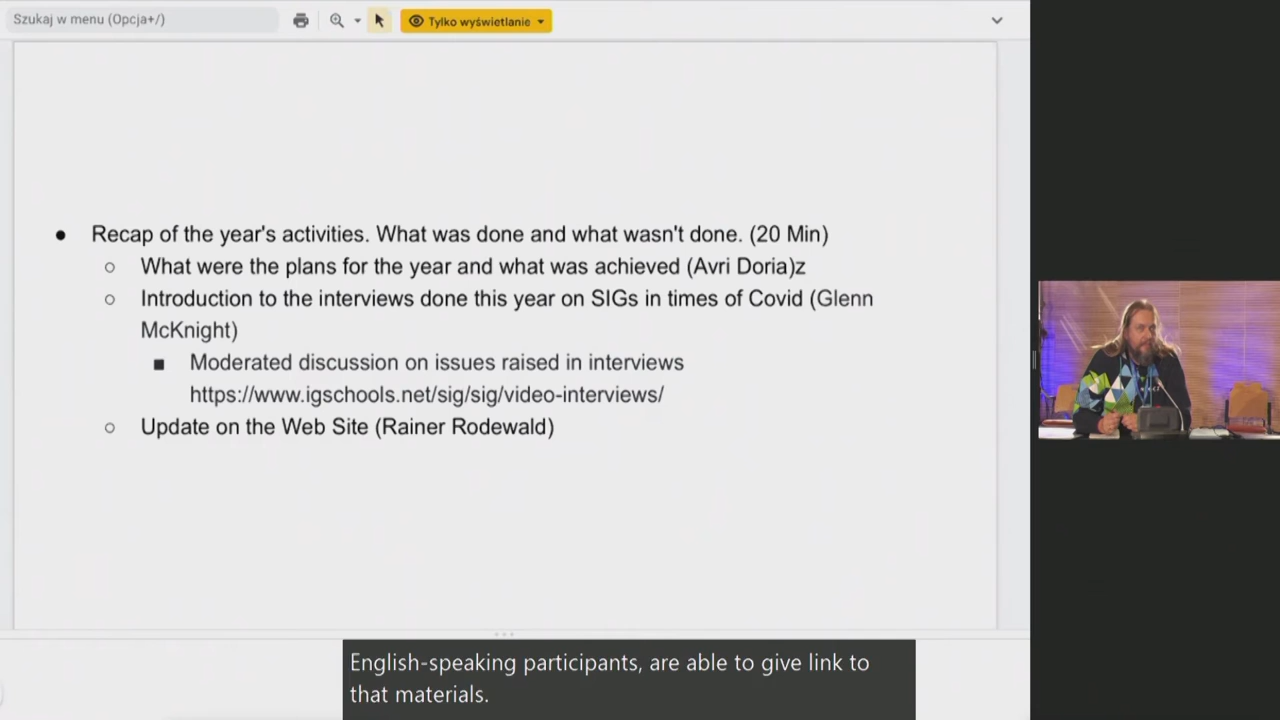 Szukaj w menu (Opcja+/)
Tylko wyświetlanie
● Recap of the year's activities. What was done and what wasn't done. (20 Min)
○ What were the plans for the year and what was achieved (Avri Doria)z
○ Introduction to the interviews done this year on SIGs in times of Covid (Glenn
McKnight)
■ Moderated discussion on issues raised in interviews
https://www.igschools.net/sig/sig/video-interviews/
○ Update on the Web Site (Rainer Rodewald)
English-speaking participants, are able to give link to
that materials.